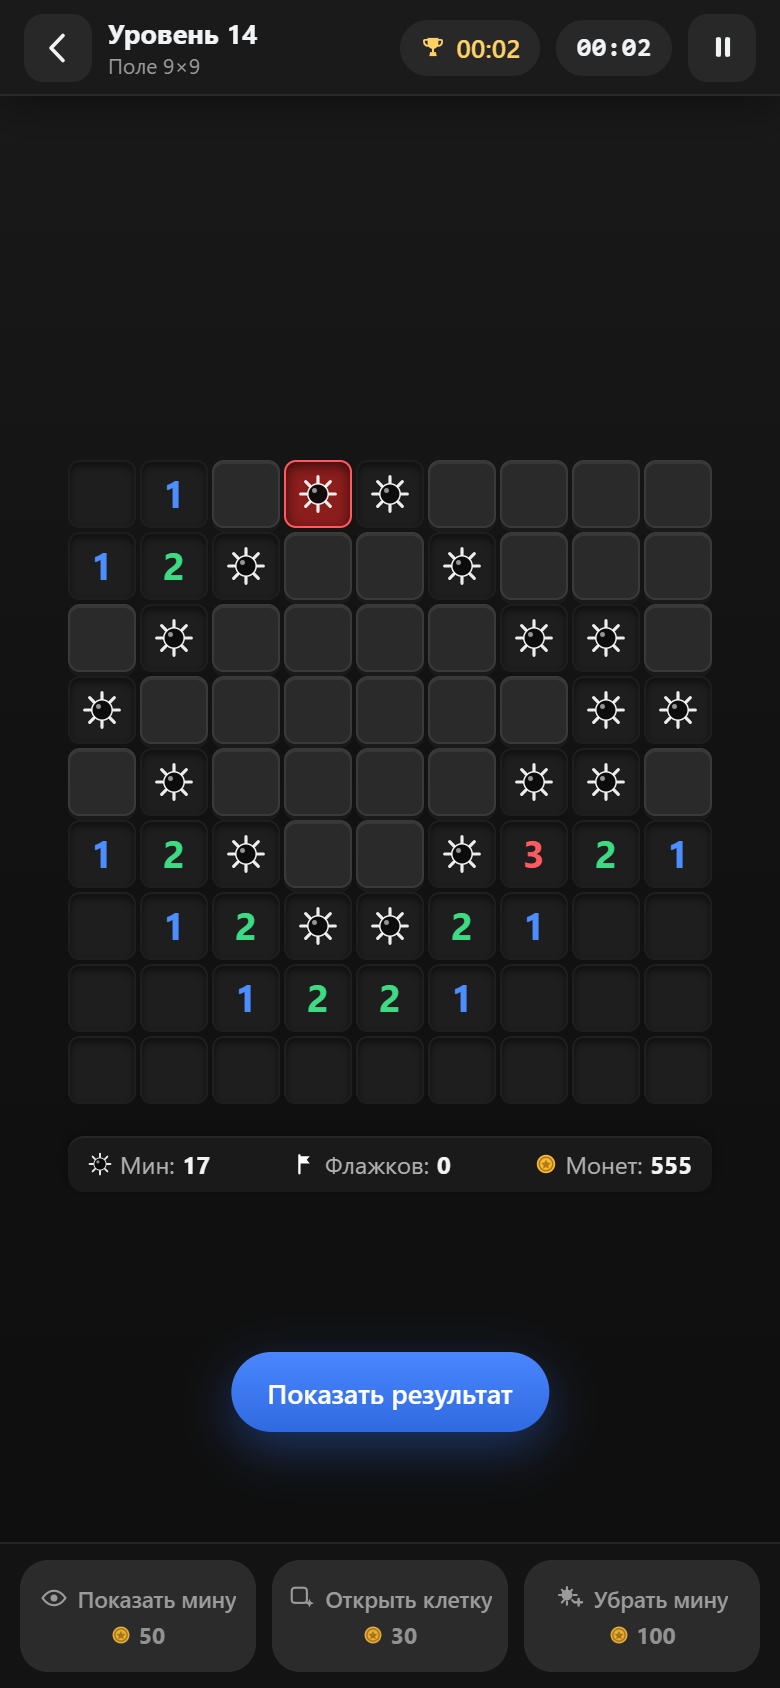 Уровень 14
Поле 9×9
00:02
00:02
1
1 2
1 2 3 2 1
1 2 2 1
1 2 2 1
Мин: 17
Флажков: 0
Монет: 555
Показать результат
Показать мину
50
Открыть клетку
30
Убрать мину
100